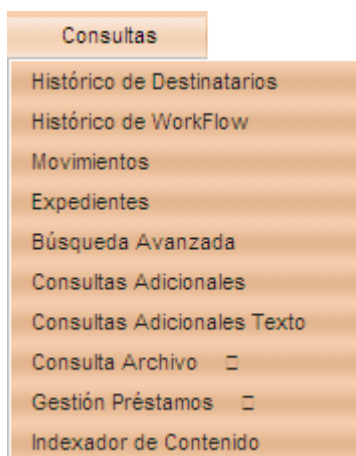 Consultas
Histórico de Destinatarios
Histórico de WorkFlow
Movimientos
Expedientes
Búsqueda Avanzada
Consultas Adicionales
Consultas Adicionales Texto
Consulta Archivo □
Gestión Préstamos □
Indexador de Contenido